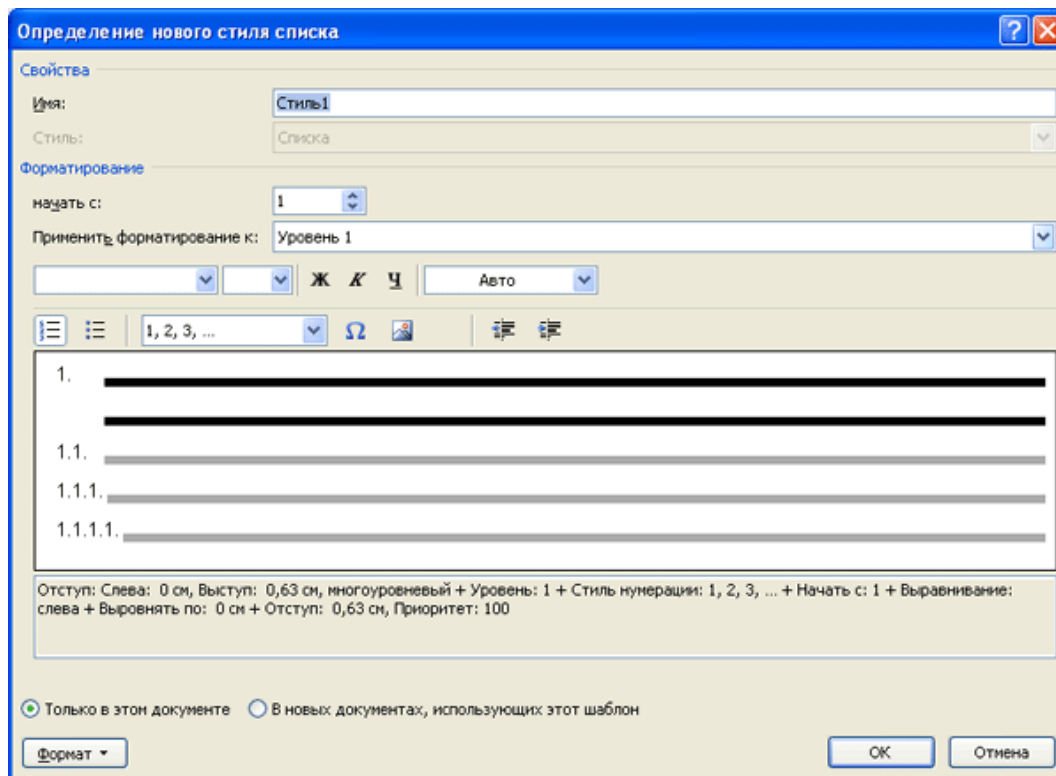 Определение нового стиля списка
Свойства
Имя: Стиль1
Стиль: Списка
Форматирование
начать с: 1
Применить форматирование к: Уровень 1
Ж К Ч Авто
1, 2, 3, ... Ω
1.
1.1.
1.1.1.
1.1.1.1.
Отступ: Слева: 0 см, Выступ: 0,63 см, многоуровневый + Уровень: 1 + Стиль нумерации: 1, 2, 3, ... + Начать с: 1 + Выравнивание:
слева + Выровнять по: 0 см + Отступ: 0,63 см, Приоритет: 100
Только в этом документе В новых документах, использующих этот шаблон
Формат OK Отмена